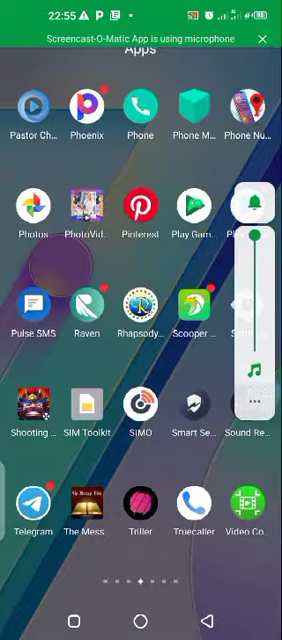 22:55
Screencast-O-Matic App is using microphone
Apps
Pastor Ch... Phoenix Phone Phone M... Phone Nu...
Photos PhotoVid... Pinterest Play Gam...
Pulse SMS Raven Rhapsody... Scooper ...
Shooting ... SIM Toolkit SIMO Smart Se... Sound Re...
Telegram The Mess... Triller Truecaller Video Co...